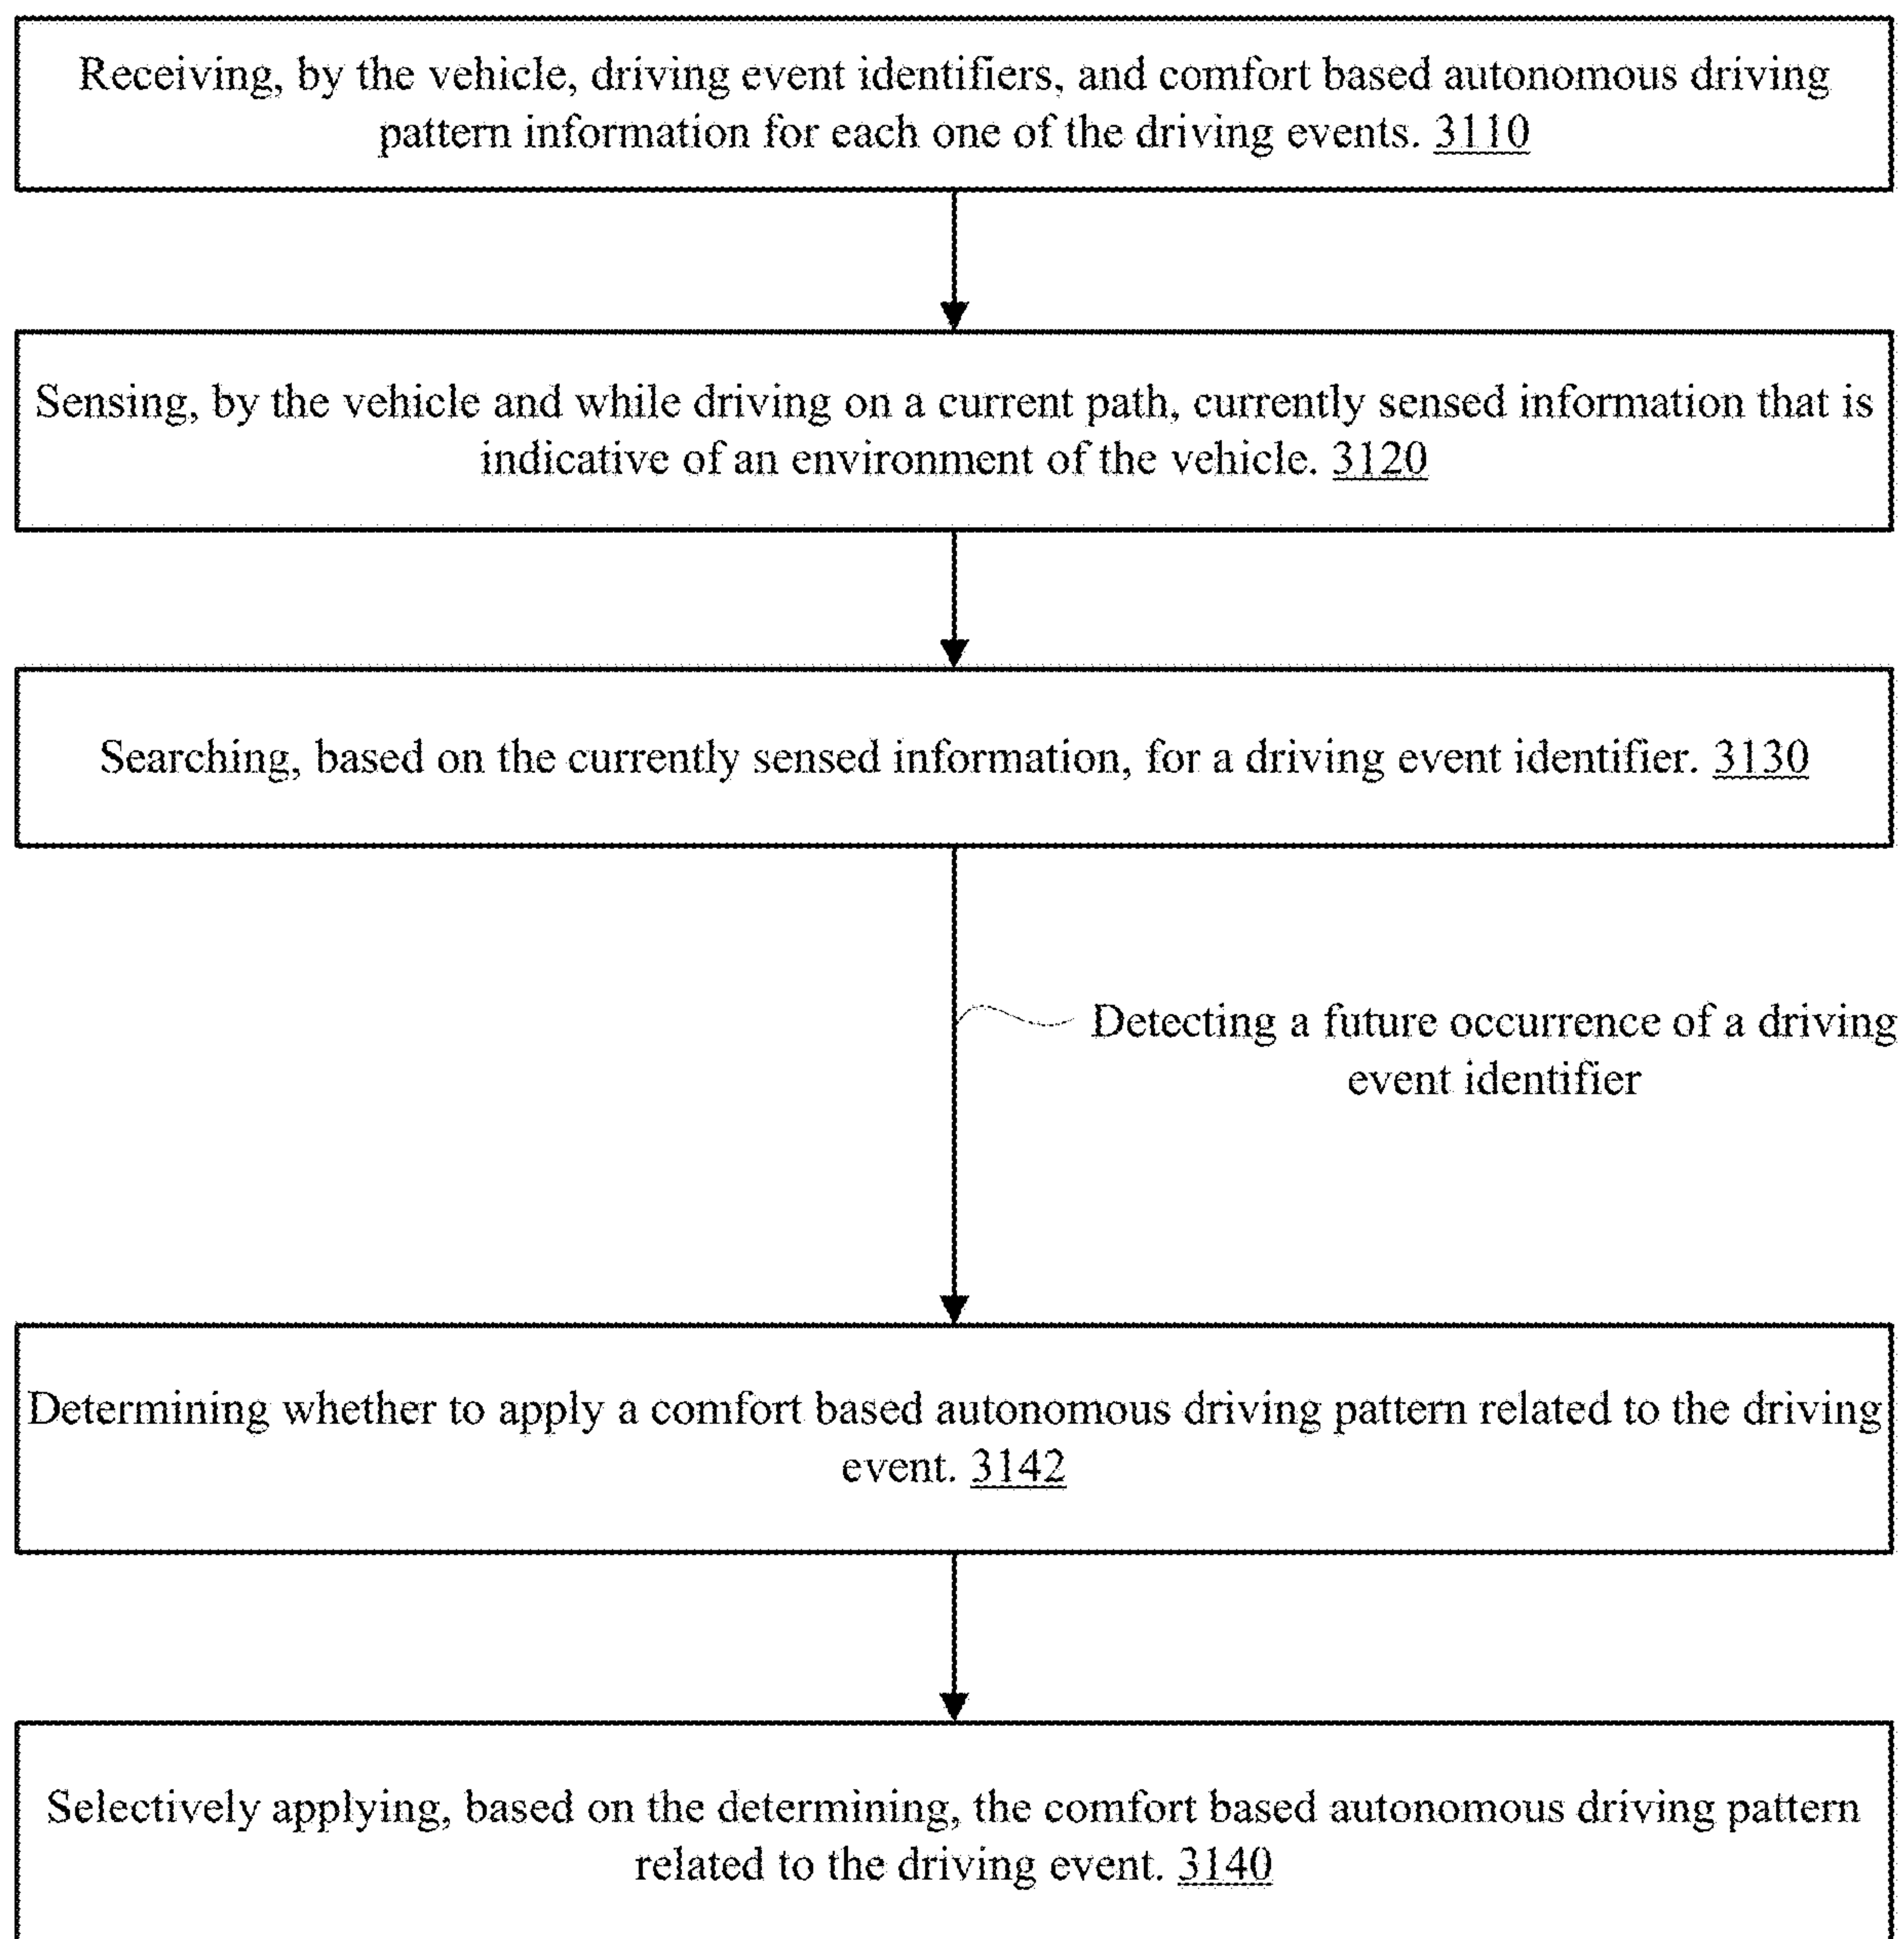 Receiving, by the vehicle, driving event identifiers, and comfort based autonomous driving
pattern information for each one of the driving events. 3110
Sensing, by the vehicle and while driving on a current path, currently sensed information that is
indicative of an environment of the vehicle. 3120
Searching, based on the currently sensed information, for a driving event identifier. 3130
Detecting a future occurrence of a driving
event identifier
Determining whether to apply a comfort based autonomous driving pattern related to the driving
event. 3142
Selectively applying, based on the determining, the comfort based autonomous driving pattern
related to the driving event. 3140